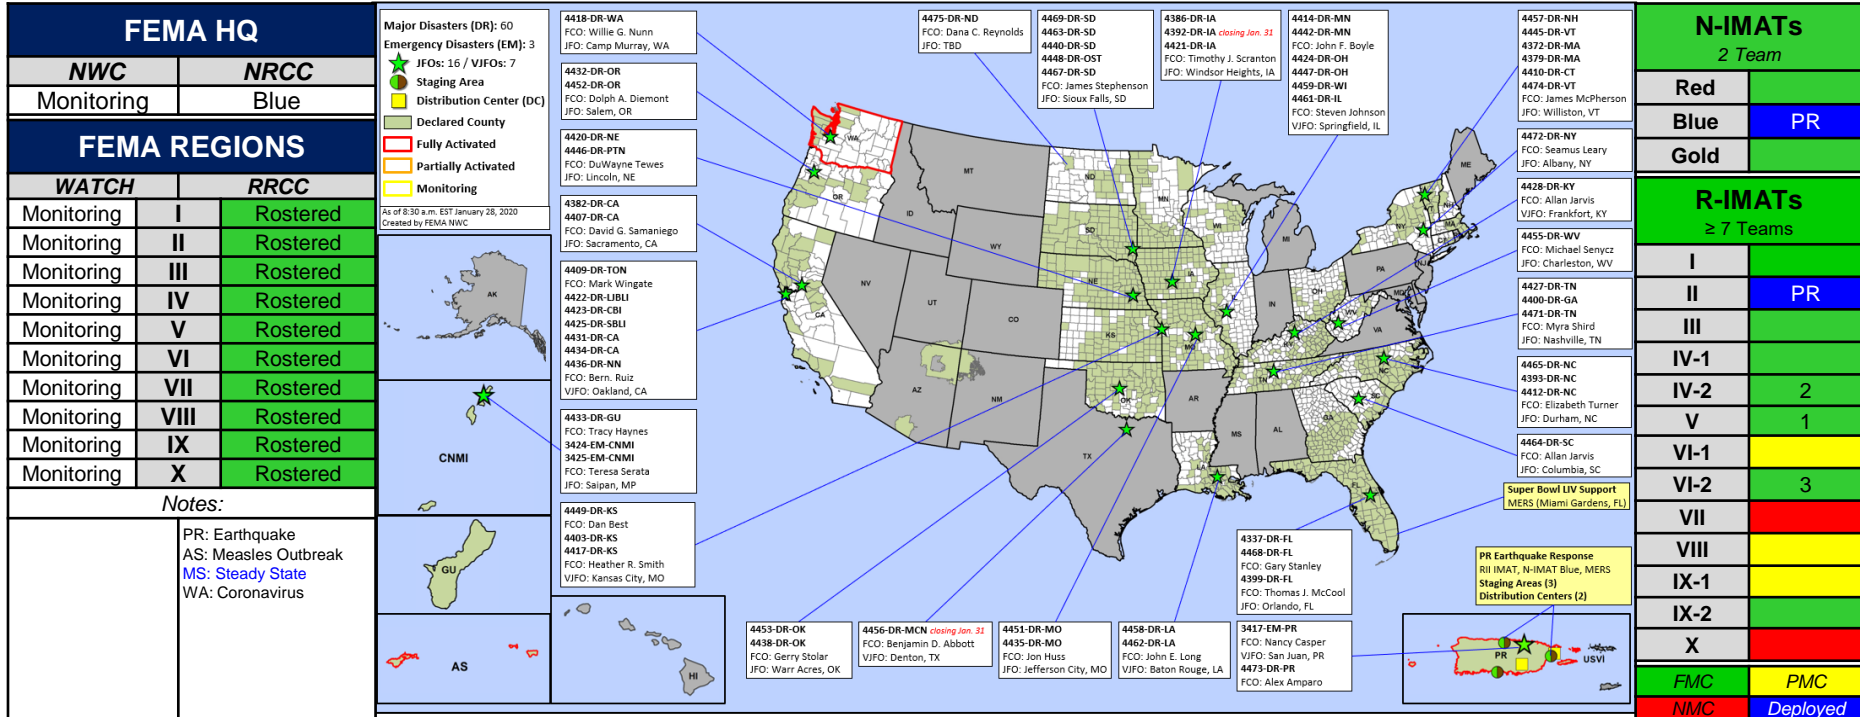 FEMA HQ
NWC NRCC
Monitoring Blue
FEMA REGIONS
WATCH RRCC
Monitoring I Rostered
Monitoring II Rostered
Monitoring III Rostered
Monitoring IV Rostered
Monitoring V Rostered
Monitoring VI Rostered
Monitoring VII Rostered
Monitoring VIII Rostered
Monitoring IX Rostered
Monitoring X Rostered
Notes:
PR: Earthquake
AS: Measles Outbreak
MS: Steady State
WA: Coronavirus
Major Disasters (DR): 60
Emergency Disasters (EM): 3
JFOs: 16 / VJFOs: 7
Staging Area
Distribution Center (DC)
Declared County
Fully Activated
Partially Activated
Monitoring
As of 8:30 a.m. EST January 28, 2020
Created by FEMA NWC
AK
CNMI
GU
AS
HI
4418-DR-WA
FCO: Willie G. Nunn
JFO: Camp Murray, WA
4432-DR-OR
4452-DR-OR
FCO: Dolph A. Diemont
JFO: Salem, OR
4420-DR-NE
4446-DR-PTN
FCO: DuWayne Tewes
JFO: Lincoln, NE
4382-DR-CA
4407-DR-CA
FCO: David G. Samaniego
JFO: Sacramento, CA
4409-DR-TON
FCO: Mark Wingate
4422-DR-LJBLI
4423-DR-CBI
4425-DR-SBLI
4431-DR-CA
4434-DR-CA
4436-DR-NN
FCO: Bern. Ruiz
VJFO: Oakland, CA
4433-DR-GU
FCO: Tracy Haynes
3424-EM-CNMI
3425-EM-CNMI
FCO: Teresa Serata
JFO: Saipan, MP
4449-DR-KS
FCO: Dan Best
4403-DR-KS
4417-DR-KS
FCO: Heather R. Smith
VJFO: Kansas City, MO
4475-DR-ND
FCO: Dana C. Reynolds
JFO: TBD
4469-DR-SD
4463-DR-SD
4440-DR-SD
4448-DR-OST
4467-DR-SD
FCO: James Stephenson
JFO: Sioux Falls, SD
4386-DR-IA
4392-DR-IA closing Jan. 31
4421-DR-IA
FCO: Timothy J. Scranton
JFO: Windsor Heights, IA
4414-DR-MN
4442-DR-MN
FCO: John F. Boyle
4424-DR-OH
4447-DR-OH
4459-DR-WI
4461-DR-IL
FCO: Steven Johnson
VJFO: Springfield, IL
4457-DR-NH
4445-DR-VT
4372-DR-MA
4379-DR-MA
4410-DR-CT
4474-DR-VT
FCO: James McPherson
JFO: Williston, VT
4472-DR-NY
FCO: Seamus Leary
JFO: Albany, NY
4428-DR-KY
FCO: Allan Jarvis
VJFO: Frankfort, KY
4455-DR-WV
FCO: Michael Senycz
JFO: Charleston, WV
4427-DR-TN
4400-DR-GA
4471-DR-TN
FCO: Myra Shird
JFO: Nashville, TN
4465-DR-NC
4393-DR-NC
4412-DR-NC
FCO: Elizabeth Turner
JFO: Durham, NC
4464-DR-SC
FCO: Allan Jarvis
JFO: Columbia, SC
Super Bowl LIV Support
MERS (Miami Gardens, FL)
WA
MT
ND
MN
ME
OR
ID
SD
WI
MI
NY
VT
NH
MA
CT
WY
NE
IA
PA
NJ
NV
UT
CO
KS
MO
IL
IN
OH
WV
MD
VA
CA
AZ
NM
OK
AR
KY
TN
NC
SC
TX
LA
MS
AL
GA
FL
4453-DR-OK
4438-DR-OK
FCO: Gerry Stolar
JFO: Warr Acres, OK
4456-DR-MCN closing Jan. 31
FCO: Benjamin D. Abbott
VJFO: Denton, TX
4451-DR-MO
4435-DR-MO
FCO: Jon Huss
JFO: Jefferson City, MO
4458-DR-LA
4462-DR-LA
FCO: John E. Long
VJFO: Baton Rouge, LA
4337-DR-FL
4468-DR-FL
FCO: Gary Stanley
4399-DR-FL
FCO: Thomas J. McCool
JFO: Orlando, FL
3417-EM-PR
FCO: Nancy Casper
VJFO: San Juan, PR
4473-DR-PR
FCO: Alex Amparo
PR Earthquake Response
RII IMAT, N-IMAT Blue, MERS
Staging Areas (3)
Distribution Centers (2)
PR
USVI
N-IMATs
2 Team
Red
Blue PR
Gold
R-IMATs
≥ 7 Teams
I
II PR
III
IV-1
IV-2 2
V 1
VI-1
VI-2 3
VII
VIII
IX-1
IX-2
X
FMC PMC
NMC Deployed